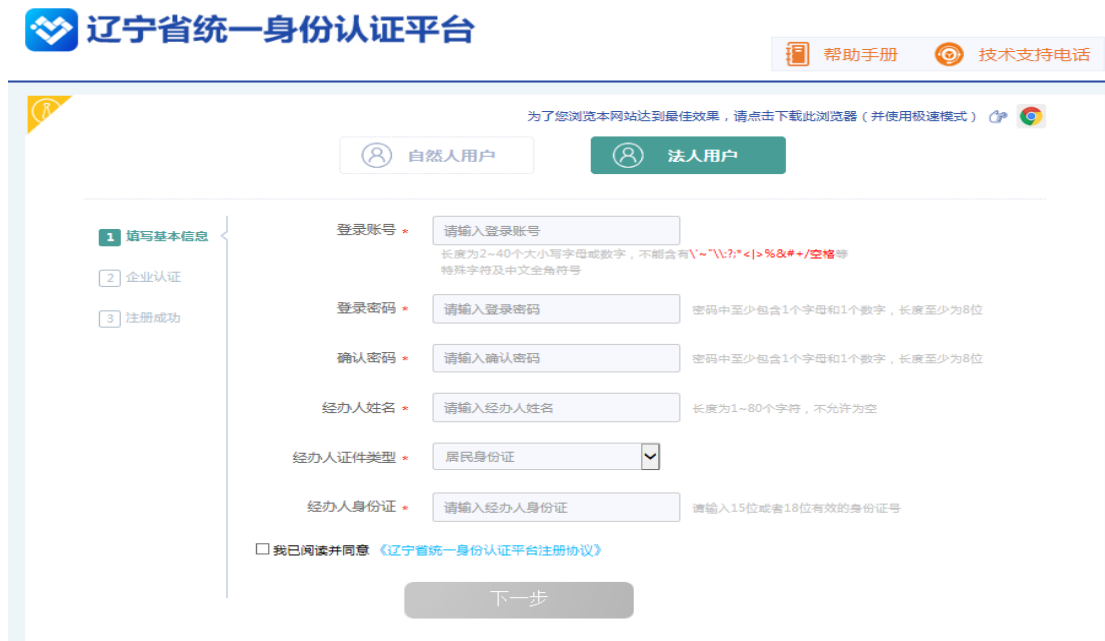 辽宁省统一身份认证平台
帮助手册 技术支持电话
为了您浏览本网站达到最佳效果，请点击下载此浏览器（并使用极速模式）
自然人用户 法人用户
1 填写基本信息
2 企业认证
3 注册成功
登录账号 * 请输入登录账号
长度为2~40个大小写字母或数字，不能含有\'~"\\:?;*<|>%&#+/空格等
特殊字符及中文全角符号
登录密码 * 请输入登录密码 密码中至少包含1个字母和1个数字，长度至少为8位
确认密码 * 请输入确认密码 密码中至少包含1个字母和1个数字，长度至少为8位
经办人姓名 * 请输入经办人姓名 长度为1~80个字符，不允许为空
经办人证件类型 * 居民身份证
经办人身份证 * 请输入经办人身份证 请输入15位或者18位有效的身份证号
我已阅读并同意 《辽宁省统一身份认证平台注册协议》
下一步